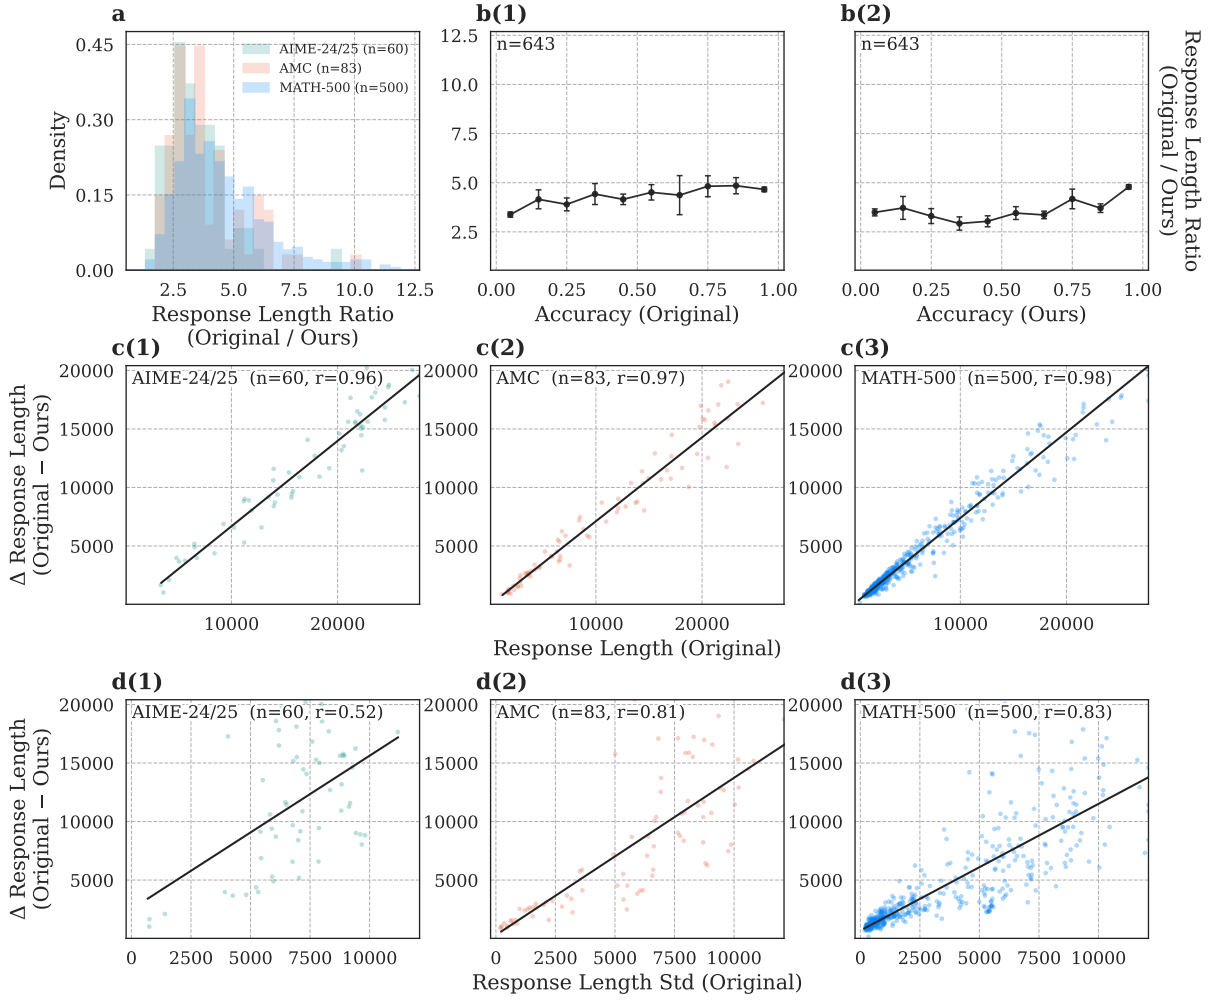 a
b(1)
b(2)
0.45
0.30
0.15
0.00
Density
AIME-24/25 (n=60)
AMC (n=83)
MATH-500 (n=500)
2.5
5.0
7.5
10.0
12.5
Response Length Ratio
(Original / Ours)
12.5
10.0
7.5
5.0
2.5
n=643
0.00
0.25
0.50
0.75
1.00
Accuracy (Original)
n=643
0.00
0.25
0.50
0.75
1.00
Accuracy (Ours)
Response Length Ratio
(Original / Ours)
c(1)
c(2)
c(3)
Δ Response Length
(Original − Ours)
20000
15000
10000
5000
AIME-24/25  (n=60, r=0.96)
10000
20000
20000
15000
10000
5000
AMC  (n=83, r=0.97)
10000
20000
20000
15000
10000
5000
MATH-500  (n=500, r=0.98)
10000
20000
Response Length (Original)
d(1)
d(2)
d(3)
Δ Response Length
(Original − Ours)
20000
15000
10000
5000
AIME-24/25  (n=60, r=0.52)
0
2500
5000
7500
10000
20000
15000
10000
5000
AMC  (n=83, r=0.81)
0
2500
5000
7500
10000
20000
15000
10000
5000
MATH-500  (n=500, r=0.83)
0
2500
5000
7500
10000
Response Length Std (Original)